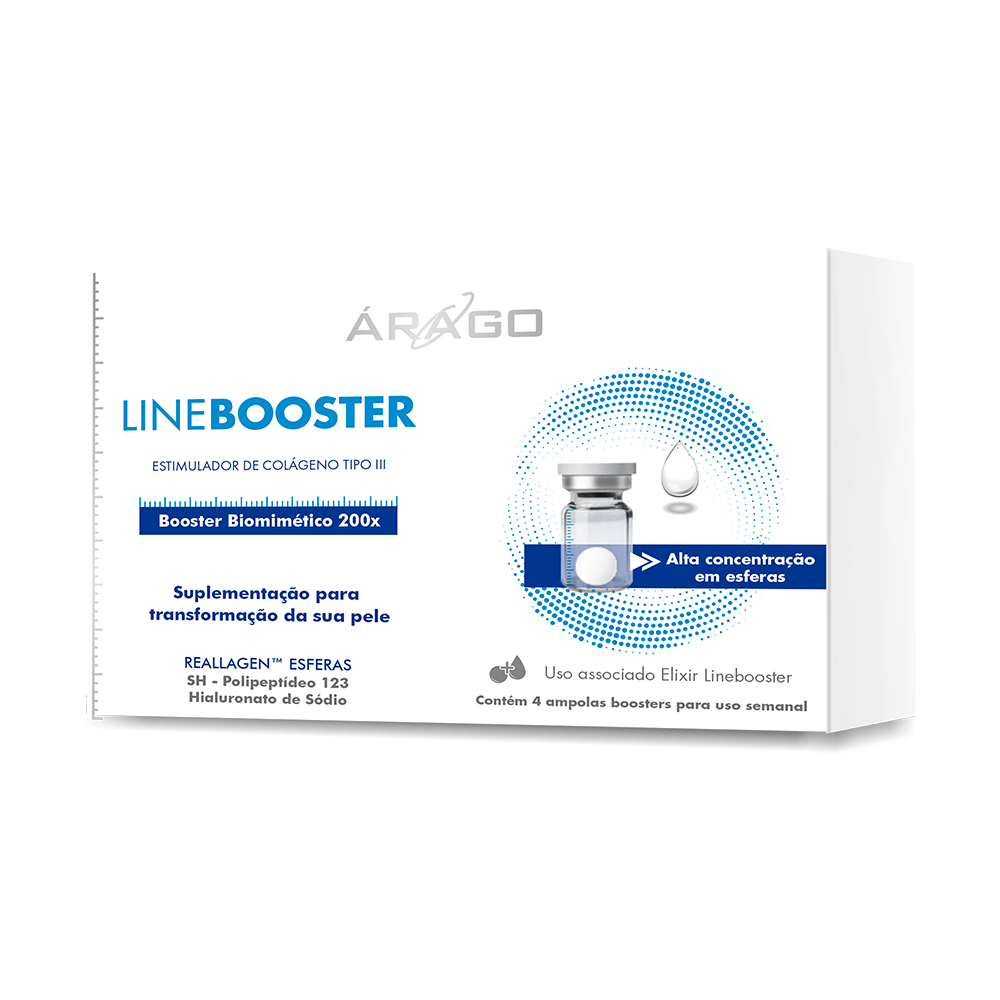 ÁRAGO
LINEBOOSTER
ESTIMULADOR DE COLÁGENO TIPO III
Booster Biomimético 200x
Suplementação para
transformação da sua pele
REALLAGEN™ ESFERAS
SH - Polipeptídeo 123
Hialuronato de Sódio
Alta concentração
em esferas
Uso associado Elixir Linebooster
Contém 4 ampolas boosters para uso semanal